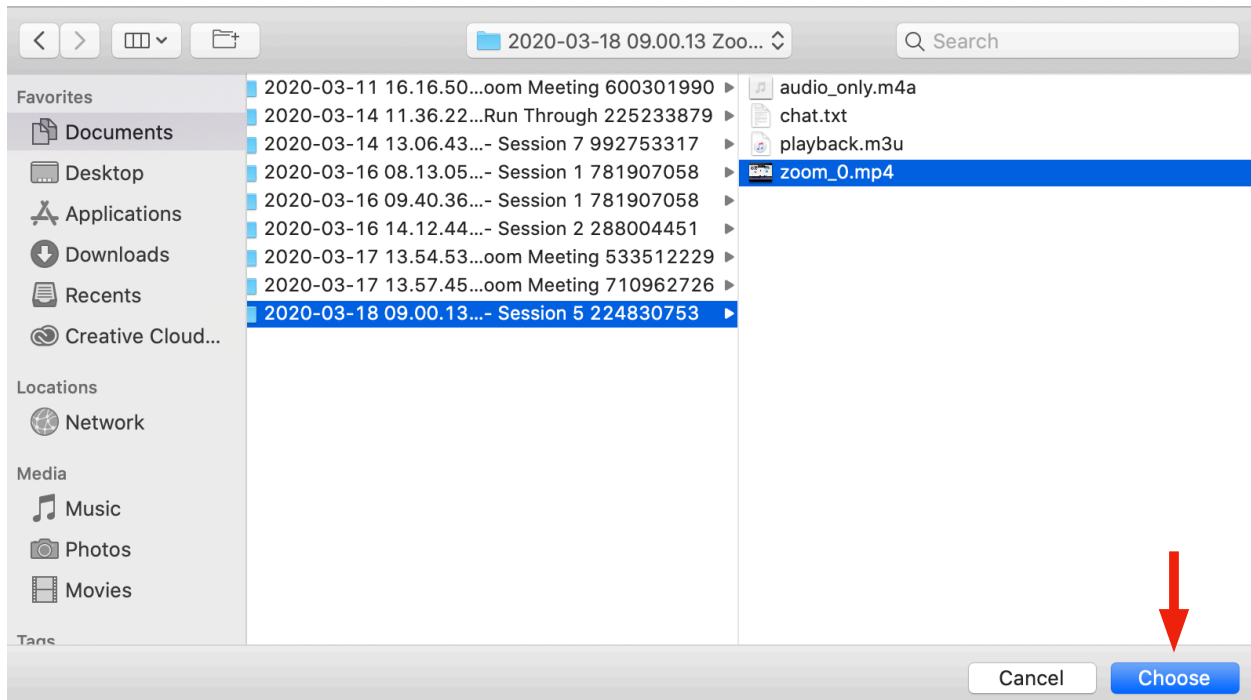 2020-03-18 09.00.13 Zoo...
Search
Favorites
Documents
Desktop
Applications
Downloads
Recents
Creative Cloud...
Locations
Network
Media
Music
Photos
Movies
Tags
2020-03-11 16.16.50...oom Meeting 600301990
2020-03-14 11.36.22...Run Through 225233879
2020-03-14 13.06.43...- Session 7 992753317
2020-03-16 08.13.05...- Session 1 781907058
2020-03-16 09.40.36...- Session 1 781907058
2020-03-16 14.12.44...- Session 2 288004451
2020-03-17 13.54.53...oom Meeting 533512229
2020-03-17 13.57.45...oom Meeting 710962726
2020-03-18 09.00.13...- Session 5 224830753
audio_only.m4a
chat.txt
playback.m3u
zoom_0.mp4
Cancel
Choose